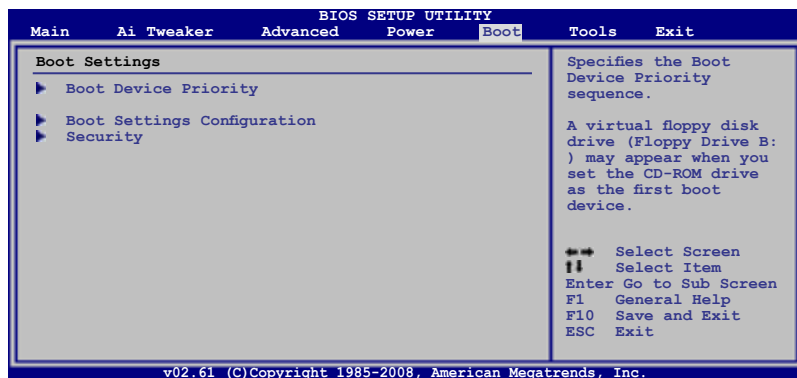 BIOS SETUP UTILITY
Main Ai Tweaker Advanced Power Boot Tools Exit
Boot Settings
Boot Device Priority
Boot Settings Configuration
Security
Specifies the Boot
Device Priority
sequence.
A virtual floppy disk
drive (Floppy Drive B:
) may appear when you
set the CD-ROM drive
as the first boot
device.
Select Screen
Select Item
Enter Go to Sub Screen
F1 General Help
F10 Save and Exit
ESC Exit
v02.61 (C)Copyright 1985-2008, American Megatrends, Inc.